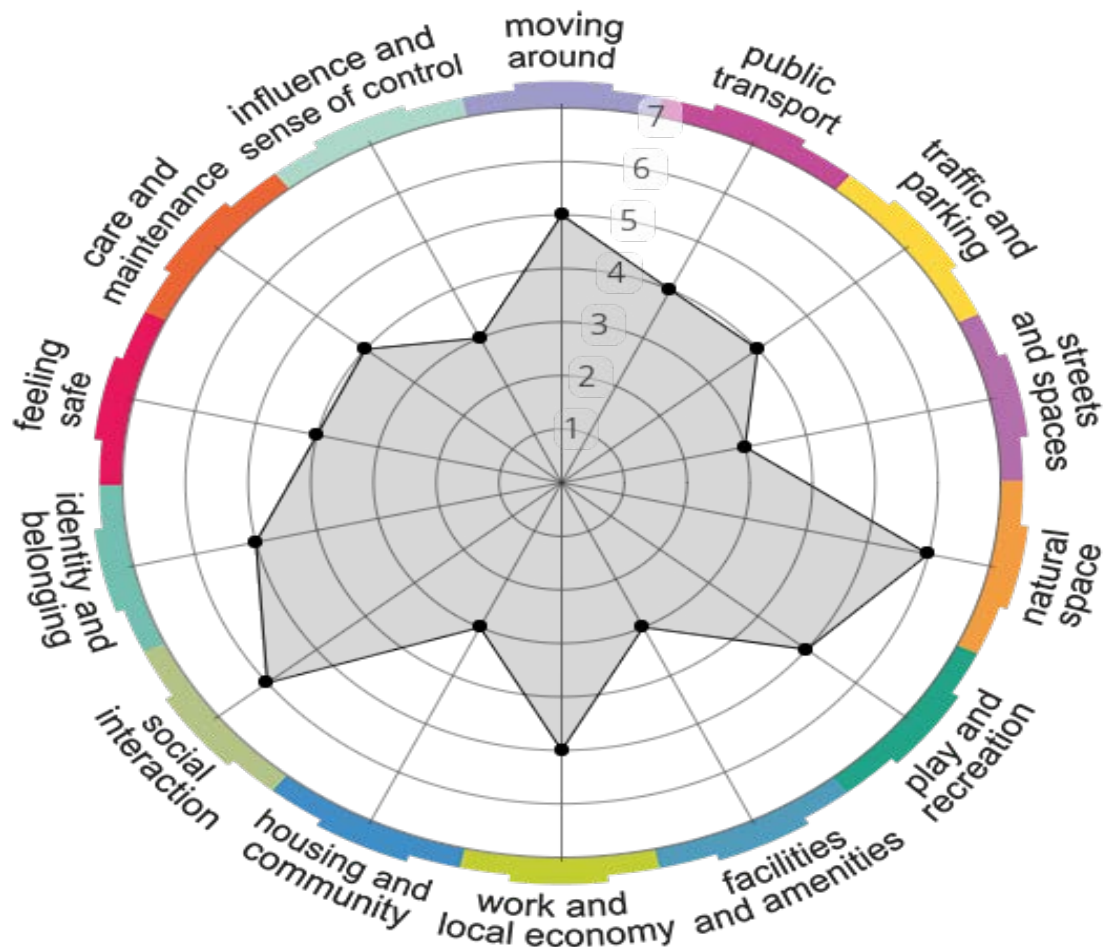 moving
around
public
transport
traffic and
parking
streets
and spaces
natural
space
play and
recreation
facilities
and amenities
work and
local economy
housing and
community
social
interaction
identity and
belonging
feeling
safe
care and
maintenance
influence and
sense of control
7
6
5
4
3
2
1